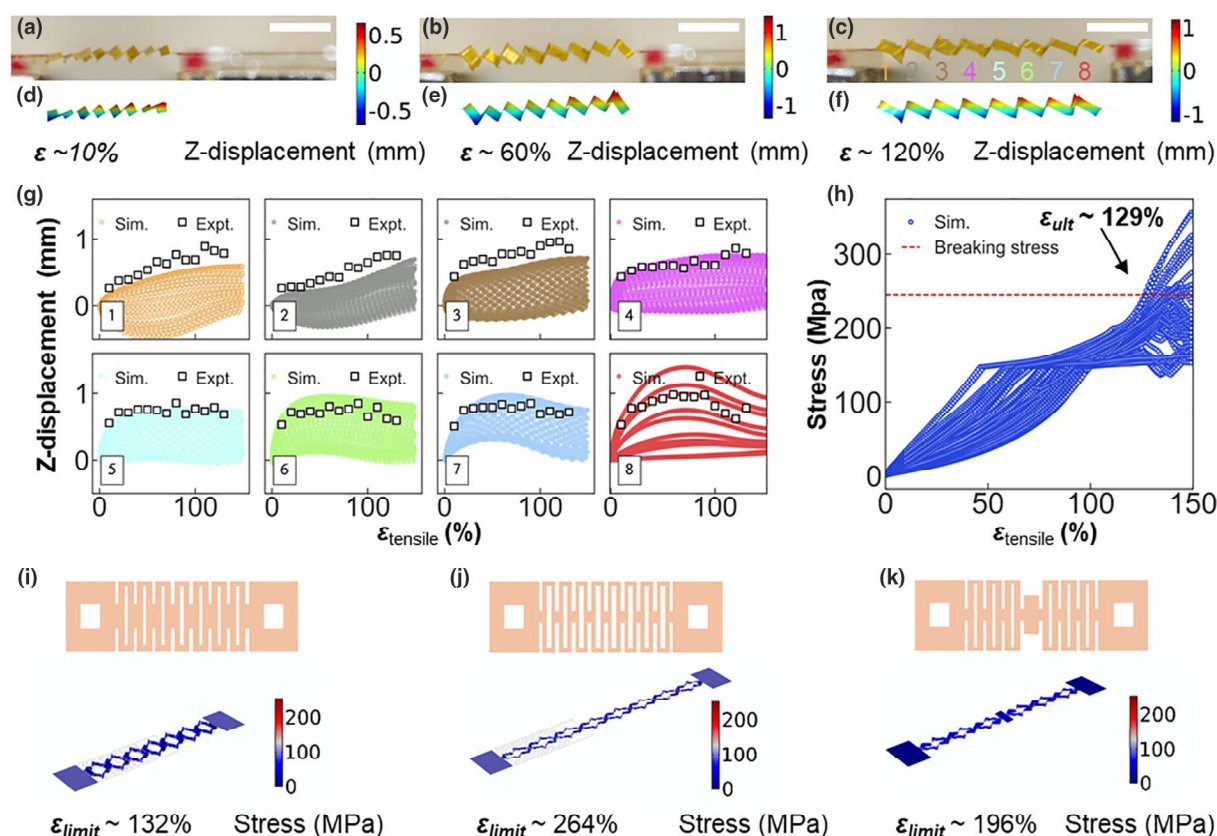 (a)
(b)
(c)
0.6
0
-0.5
1
0
-1
1
0
-1
1 2 3 4 5 6 7 8
(d)
(e)
(f)
ε ~10%
Z-displacement (mm)
ε ~ 60%
Z-displacement (mm)
ε ~ 120%
Z-displacement (mm)
(g)
Z-displacement (mm)
1
0
Sim. Expt.
1
Sim. Expt.
2
Sim. Expt.
3
Sim. Expt.
4
1
0
Sim. Expt.
5
Sim. Expt.
6
Sim. Expt.
7
Sim. Expt.
8
0 100 0 100 0 100 0 100
εtensile (%)
(h)
Stress (Mpa)
300
200
100
0
Sim.
Breaking stress
εult ~ 129%
0 50 100 150
εtensile (%)
(i)
(j)
(k)
200
100
0
200
100
0
200
100
0
εlimit ~ 132% Stress (MPa)
εlimit ~ 264% Stress (MPa)
εlimit ~ 196% Stress (MPa)